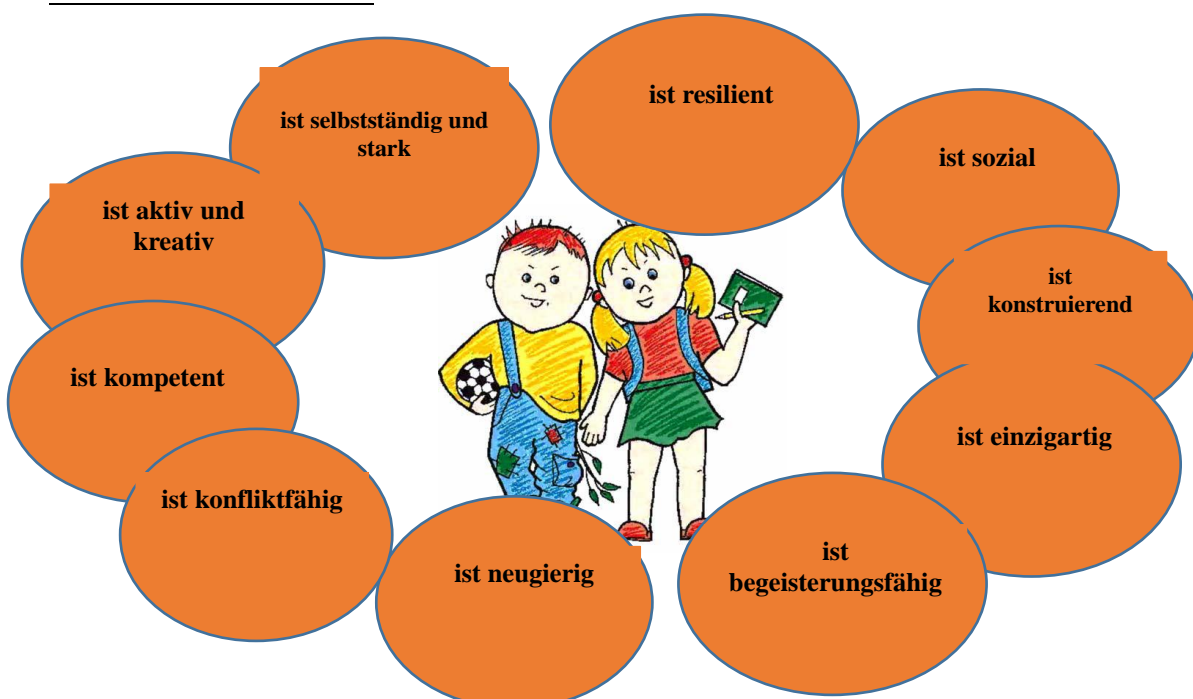 ist resilient
ist selbstständig und
stark
ist sozial
ist aktiv und
kreativ
ist
konstruierend
ist kompetent
ist einzigartig
ist konfliktfähig
ist
begeisterungsfähig
ist neugierig